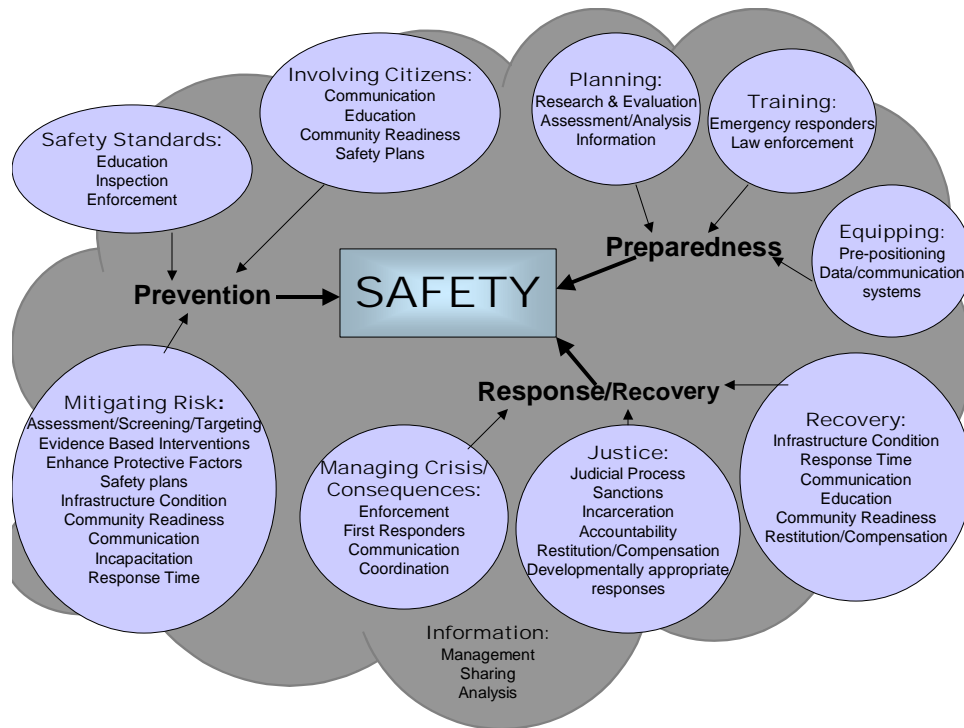 Safety Standards:
Education
Inspection
Enforcement
Involving Citizens:
Communication
Education
Community Readiness
Safety Plans
Planning:
Research & Evaluation
Assessment/Analysis
Information
Training:
Emergency responders
Law enforcement
Equipping:
Pre-positioning
Data/communication
systems
Prevention
SAFETY
Preparedness
Response/Recovery
Mitigating Risk:
Assessment/Screening/Targeting
Evidence Based Interventions
Enhance Protective Factors
Safety plans
Infrastructure Condition
Community Readiness
Communication
Incapacitation
Response Time
Managing Crisis/
Consequences:
Enforcement
First Responders
Communication
Coordination
Justice:
Judicial Process
Sanctions
Incarceration
Accountability
Restitution/Compensation
Developmentally appropriate
responses
Recovery:
Infrastructure Condition
Response Time
Communication
Education
Community Readiness
Restitution/Compensation
Information:
Management
Sharing
Analysis